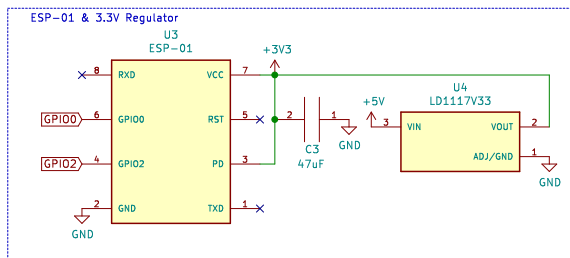 ESP-01 & 3.3V Regulator
U3
ESP-01
+3V3
8 RXD VCC 7
U4
LD1117V33
+5V
GPIO0 6 GPIO0 RST 5 2 1
3 VIN VOUT 2
C3
47uF
GND
GPIO2 4 GPIO2 PD 3
ADJ/GND 1
GND
2 GND TXD 1
GND